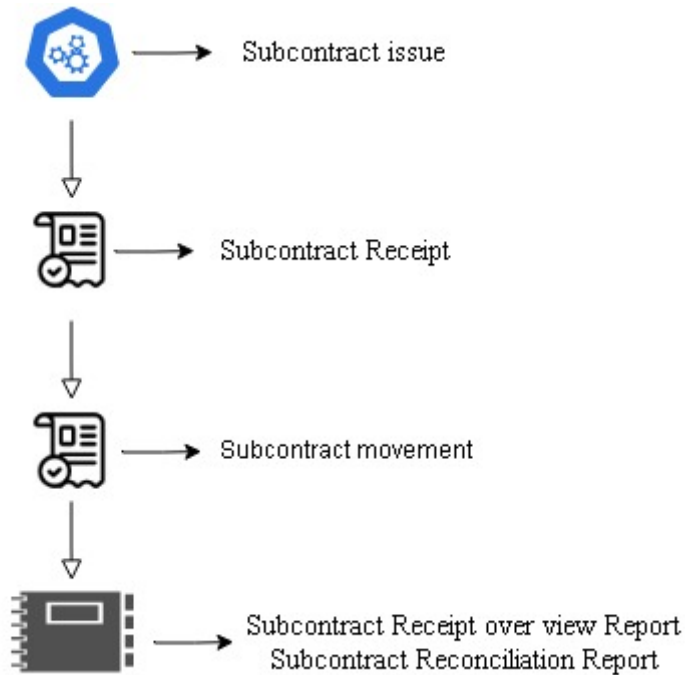 Subcontract issue
Subcontract Receipt
Subcontract movement
Subcontract Receipt over view Report
Subcontract Reconciliation Report